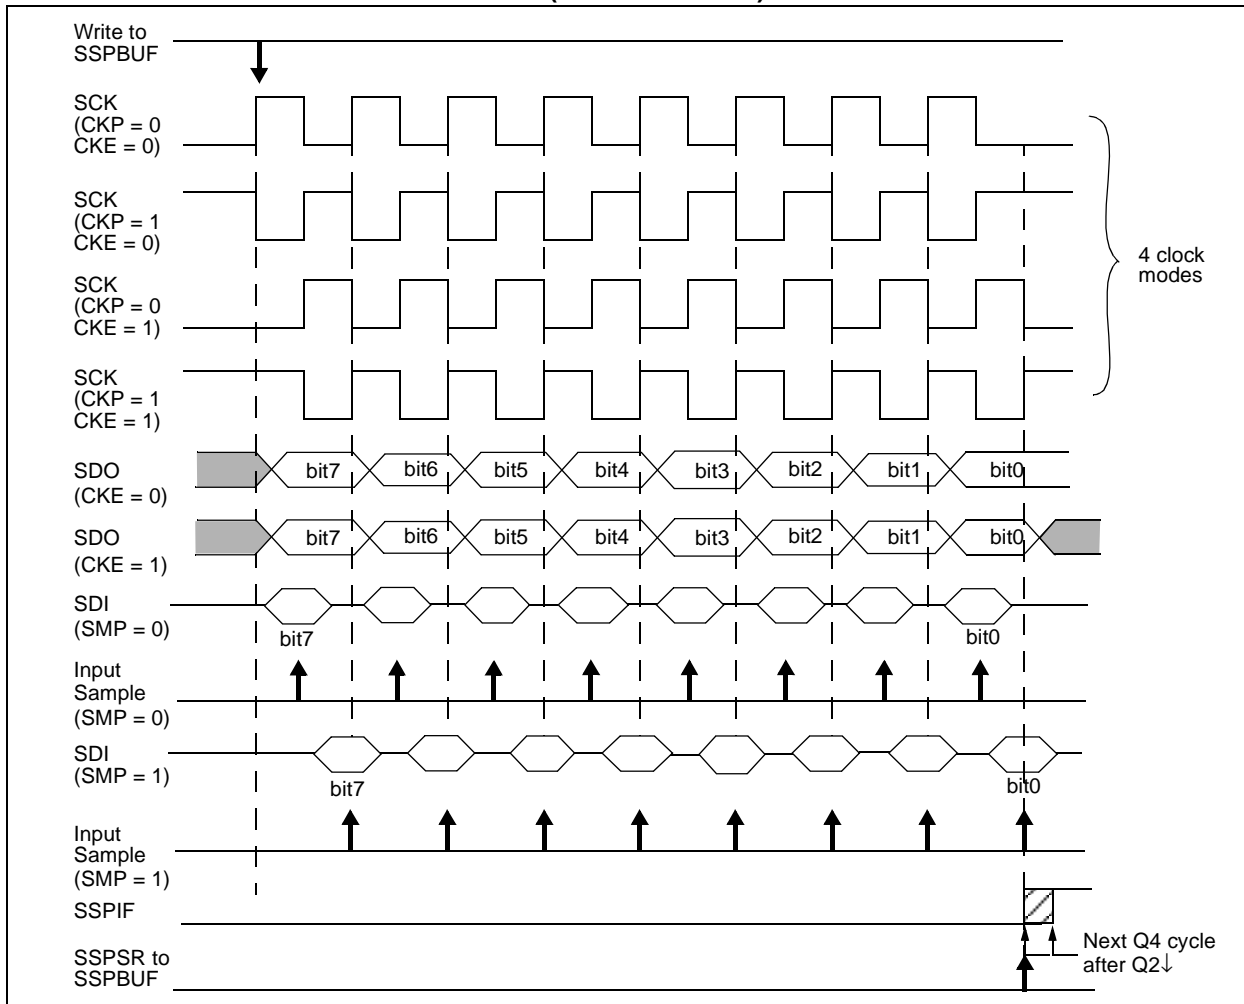 Write to
SSPBUF
SCK
(CKP = 0
CKE = 0)
SCK
(CKP = 1
CKE = 0)
SCK
(CKP = 0
CKE = 1)
SCK
(CKP = 1
CKE = 1)
4 clock
modes
SDO
(CKE = 0)
bit7 bit6 bit5 bit4 bit3 bit2 bit1 bit0
SDO
(CKE = 1)
bit7 bit6 bit5 bit4 bit3 bit2 bit1 bit0
SDI
(SMP = 0)
bit7 bit0
Input
Sample
(SMP = 0)
SDI
(SMP = 1)
bit7 bit0
Input
Sample
(SMP = 1)
SSPIF
SSPSR to
SSPBUF
Next Q4 cycle
after Q2↓